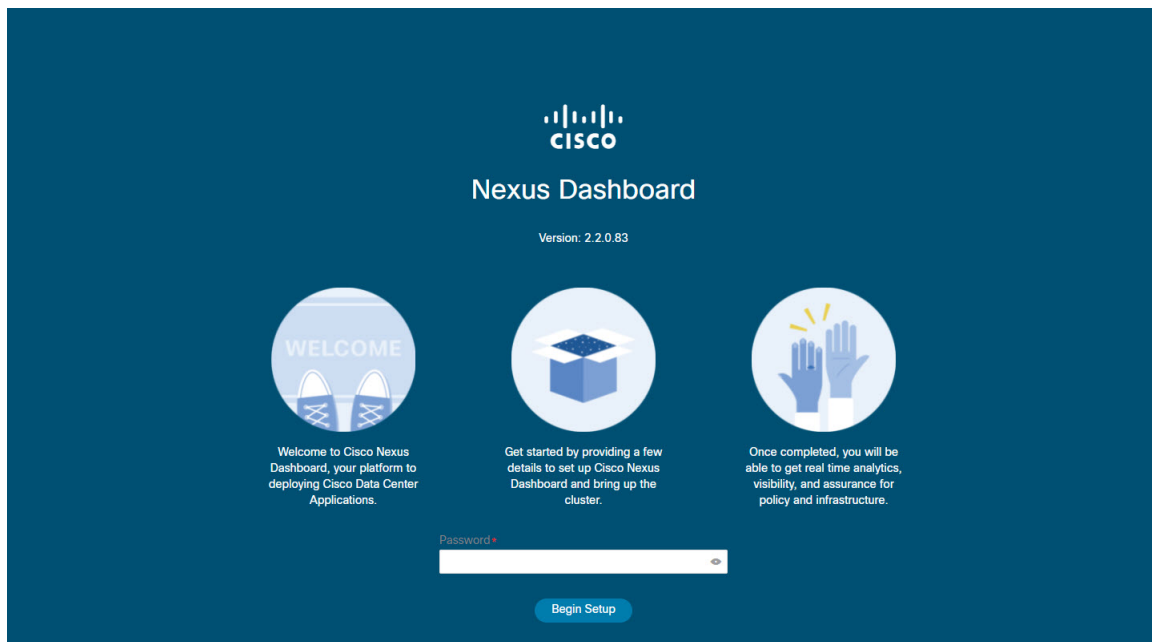 CISCO
Nexus Dashboard
Version: 2.2.0.83
WELCOME
Welcome to Cisco Nexus
Dashboard, your platform to
deploying Cisco Data Center
Applications.
Get started by providing a few
details to set up Cisco Nexus
Dashboard and bring up the
cluster.
Once completed, you will be
able to get real time analytics,
visibility, and assurance for
policy and infrastructure.
Password*
Begin Setup